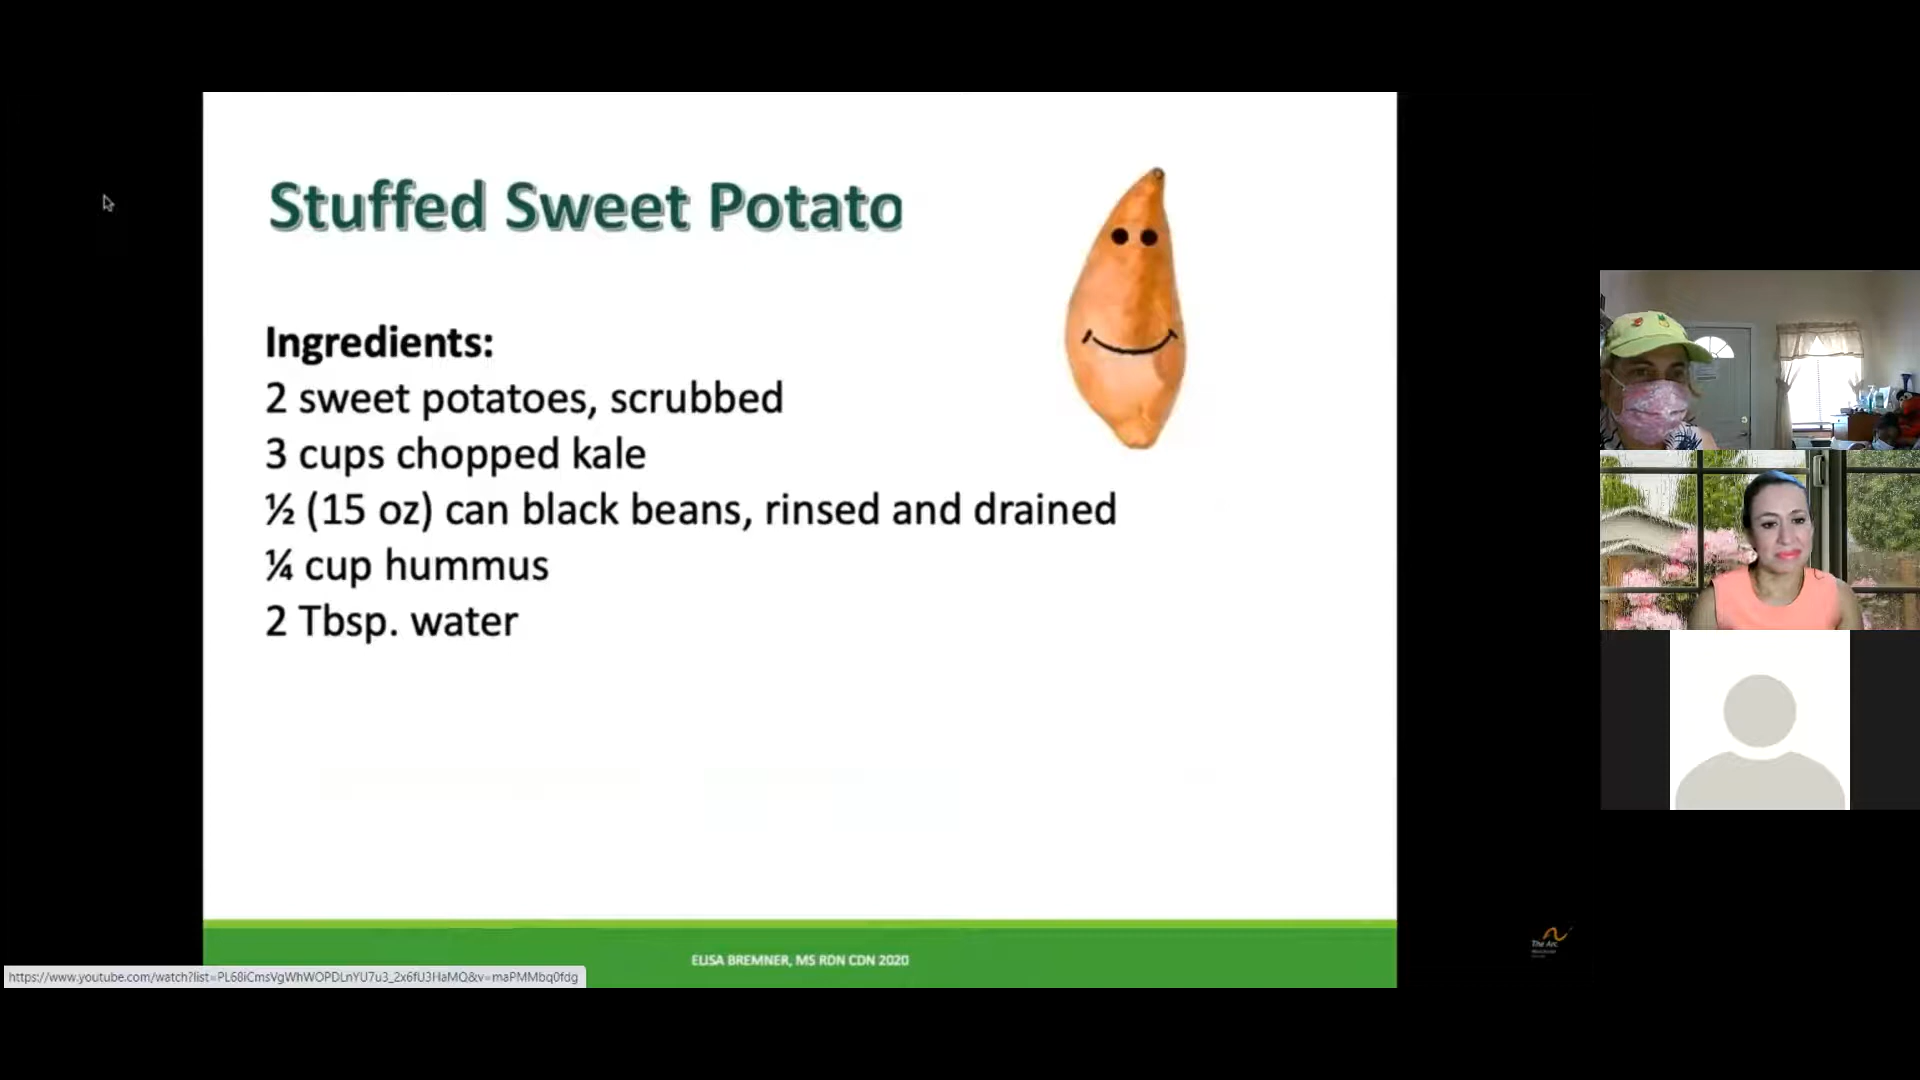 Stuffed Sweet Potato
Ingredients:
2 sweet potatoes, scrubbed
3 cups chopped kale
½ (15 oz) can black beans, rinsed and drained
¼ cup hummus
2 Tbsp. water
ELISA BREMNER, MS RDN CDN 2020
https://www.youtube.com/watch?list=PL68iCmsVgWhWOPDLnYU7u3_2x6fU3HaMQ&v=maPMMbq0fdg
The Arc